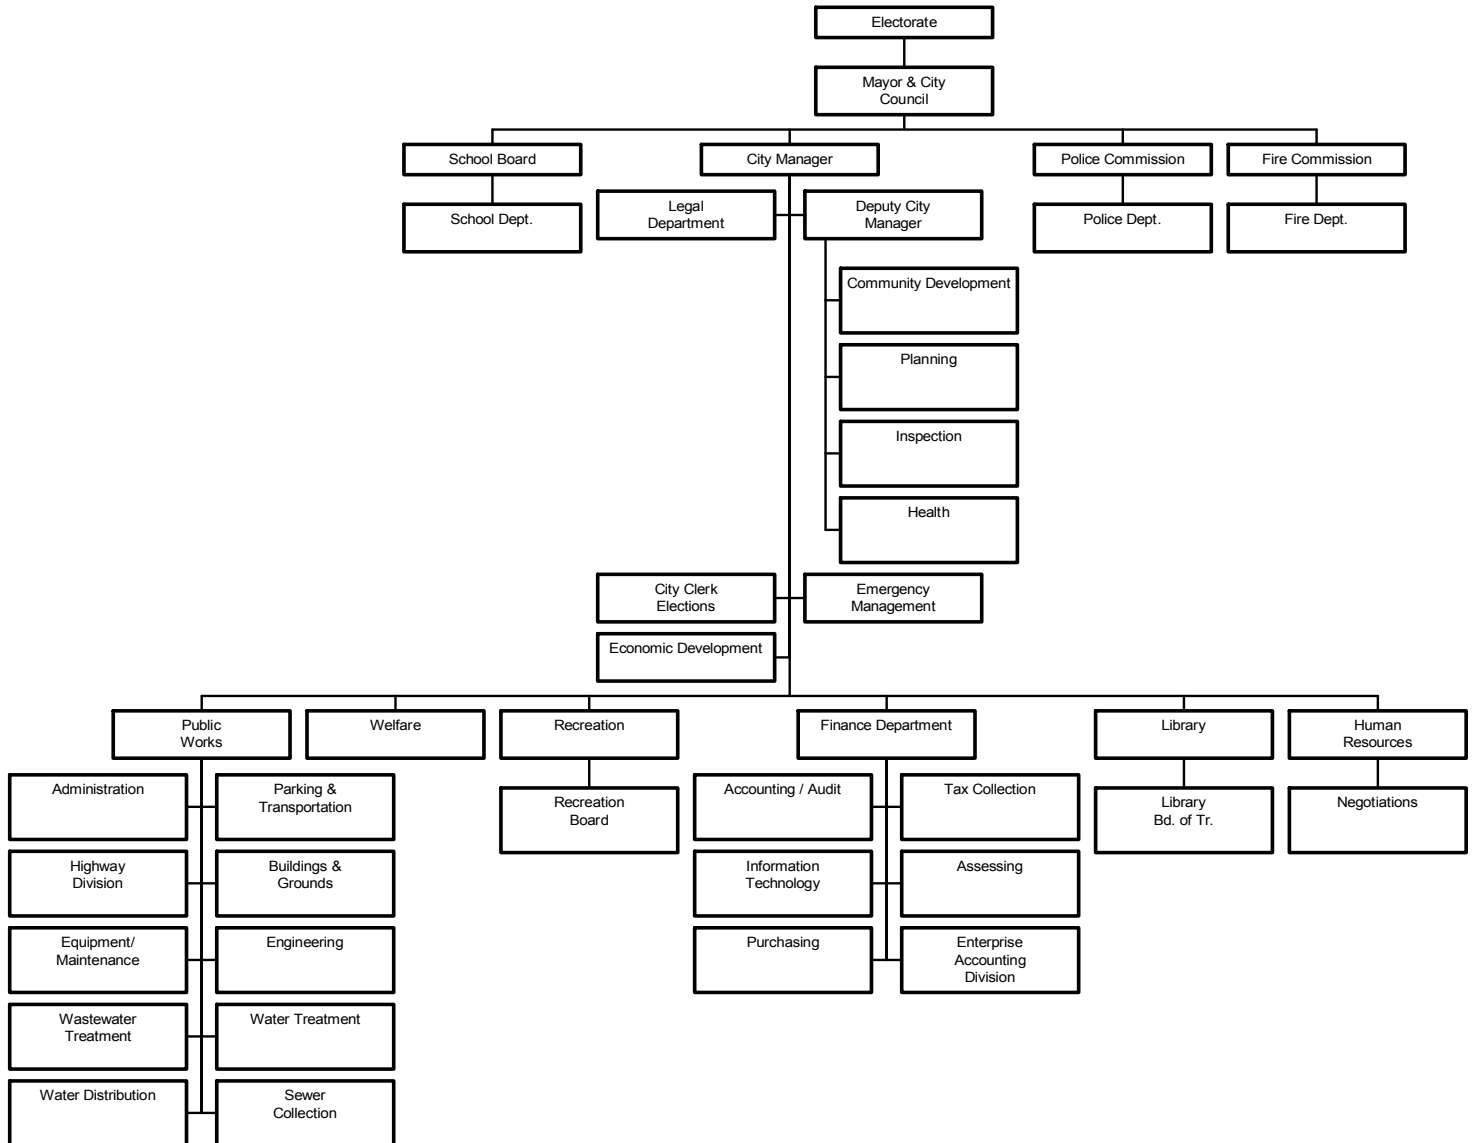 Electorate
Mayor & City
Council
School Board
City Manager
Police Commission
Fire Commission
School Dept.
Legal
Department
Deputy City
Manager
Police Dept.
Fire Dept.
Community Development
Planning
Inspection
Health
City Clerk
Elections
Emergency
Management
Economic Development
Public
Works
Welfare
Recreation
Finance Department
Library
Human
Resources
Administration
Parking &
Transportation
Recreation
Board
Accounting / Audit
Tax Collection
Library
Bd. of Tr.
Negotiations
Highway
Division
Buildings &
Grounds
Information
Technology
Assessing
Equipment/
Maintenance
Engineering
Purchasing
Enterprise
Accounting
Division
Wastewater
Treatment
Water Treatment
Water Distribution
Sewer
Collection